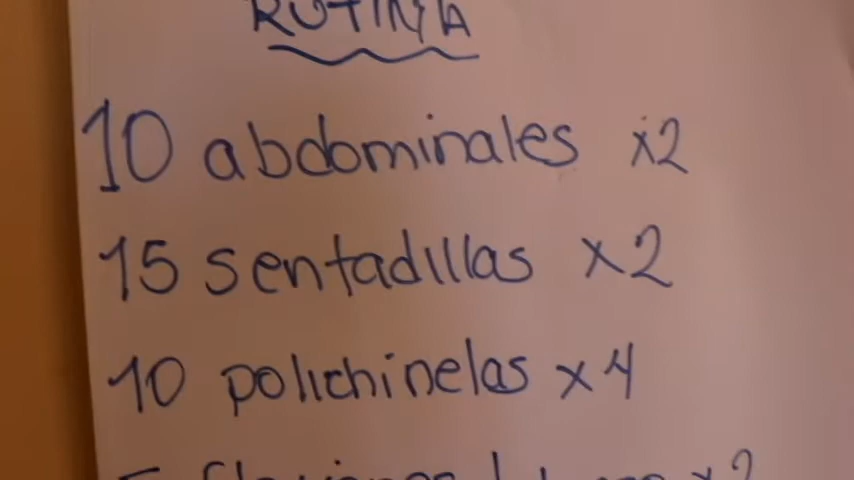 RUTINA
10 abdominales x2
15 sentadillas x2
10 polichinelas x4